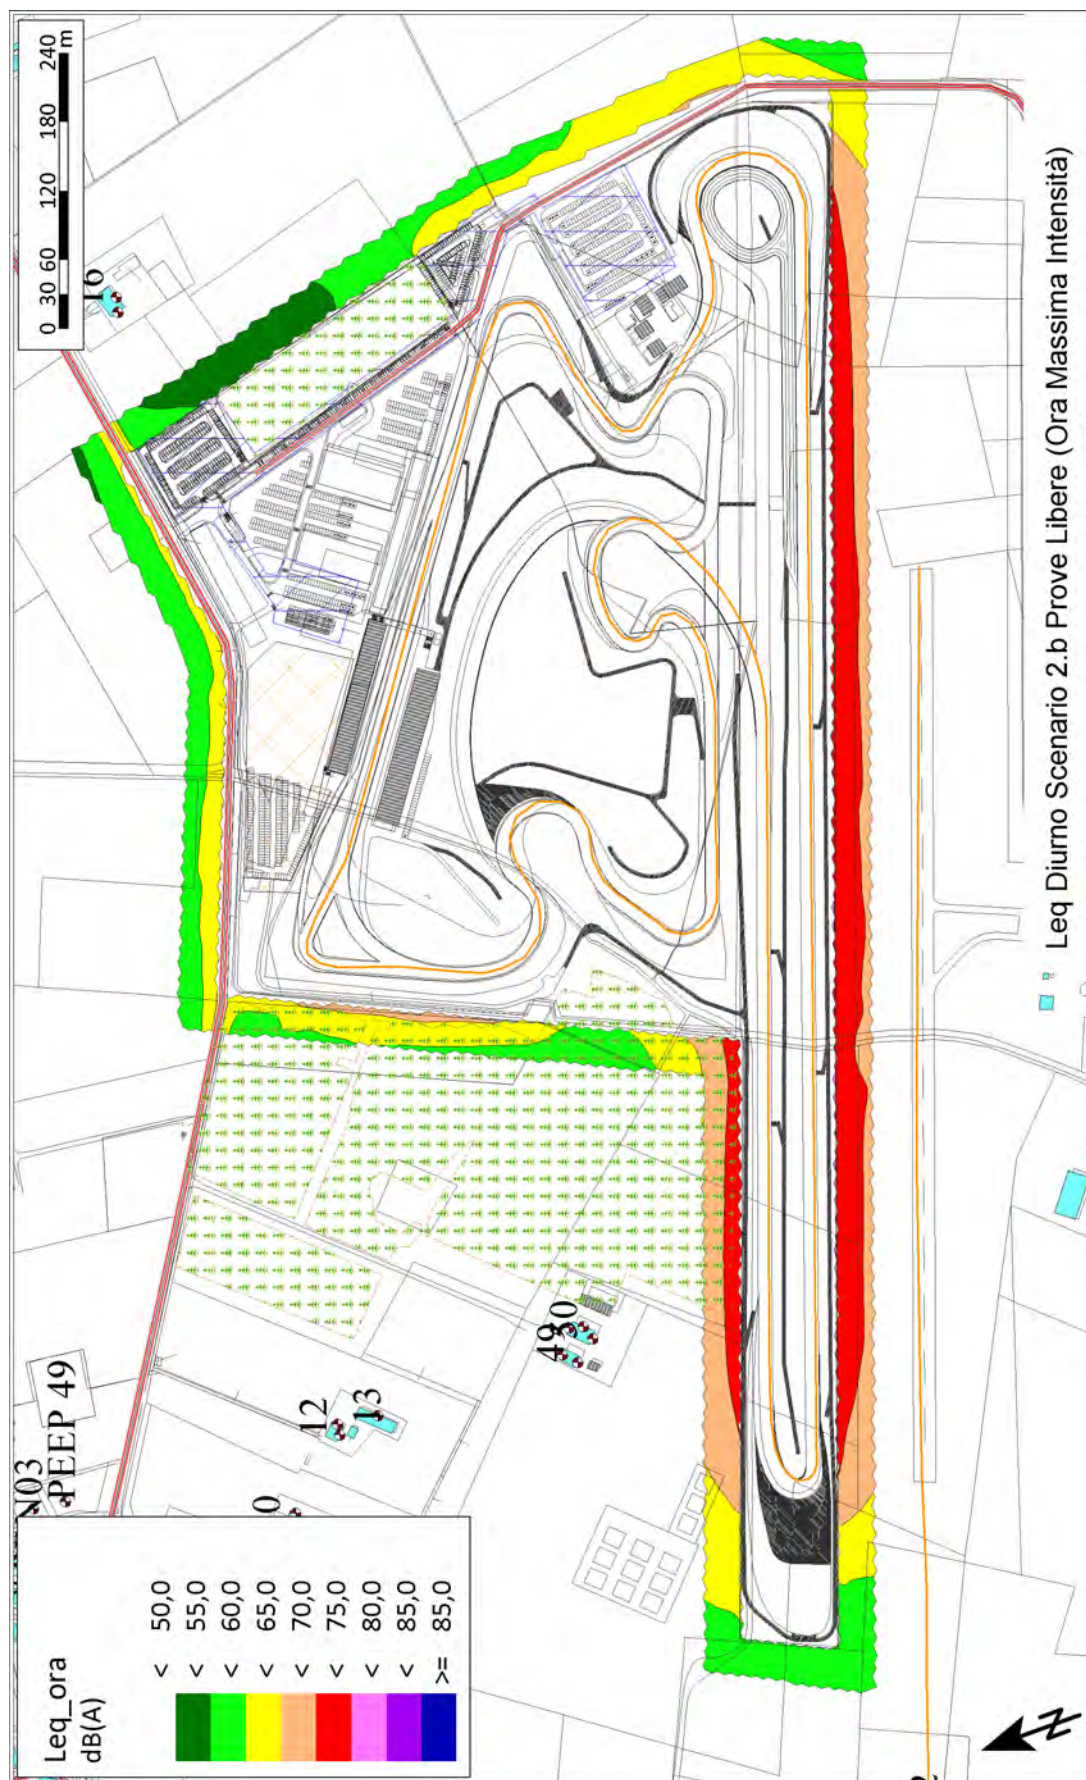 0 30 60 120 180 240
m
16
PEEP 49
N03
12
13
0
49
50
Leq_ora
dB(A)
< 50,0
< 55,0
< 60,0
< 65,0
< 70,0
< 75,0
< 80,0
< 85,0
>= 85,0
N
Leq Diurno Scenario 2.b Prove Libere (Ora Massima Intensità)